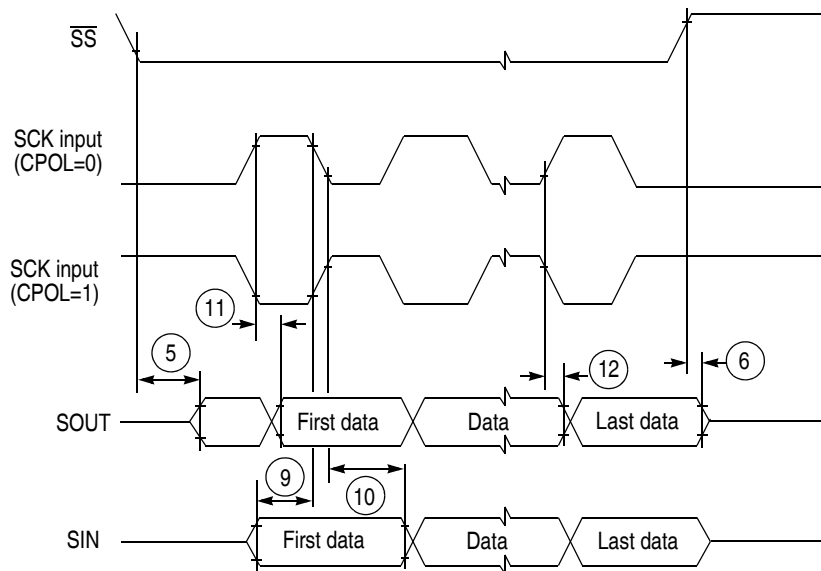 SS
SCK input
(CPOL=0)
SCK input
(CPOL=1)
11
5
12
6
SOUT
First data
Data
Last data
9
10
SIN
First data
Data
Last data